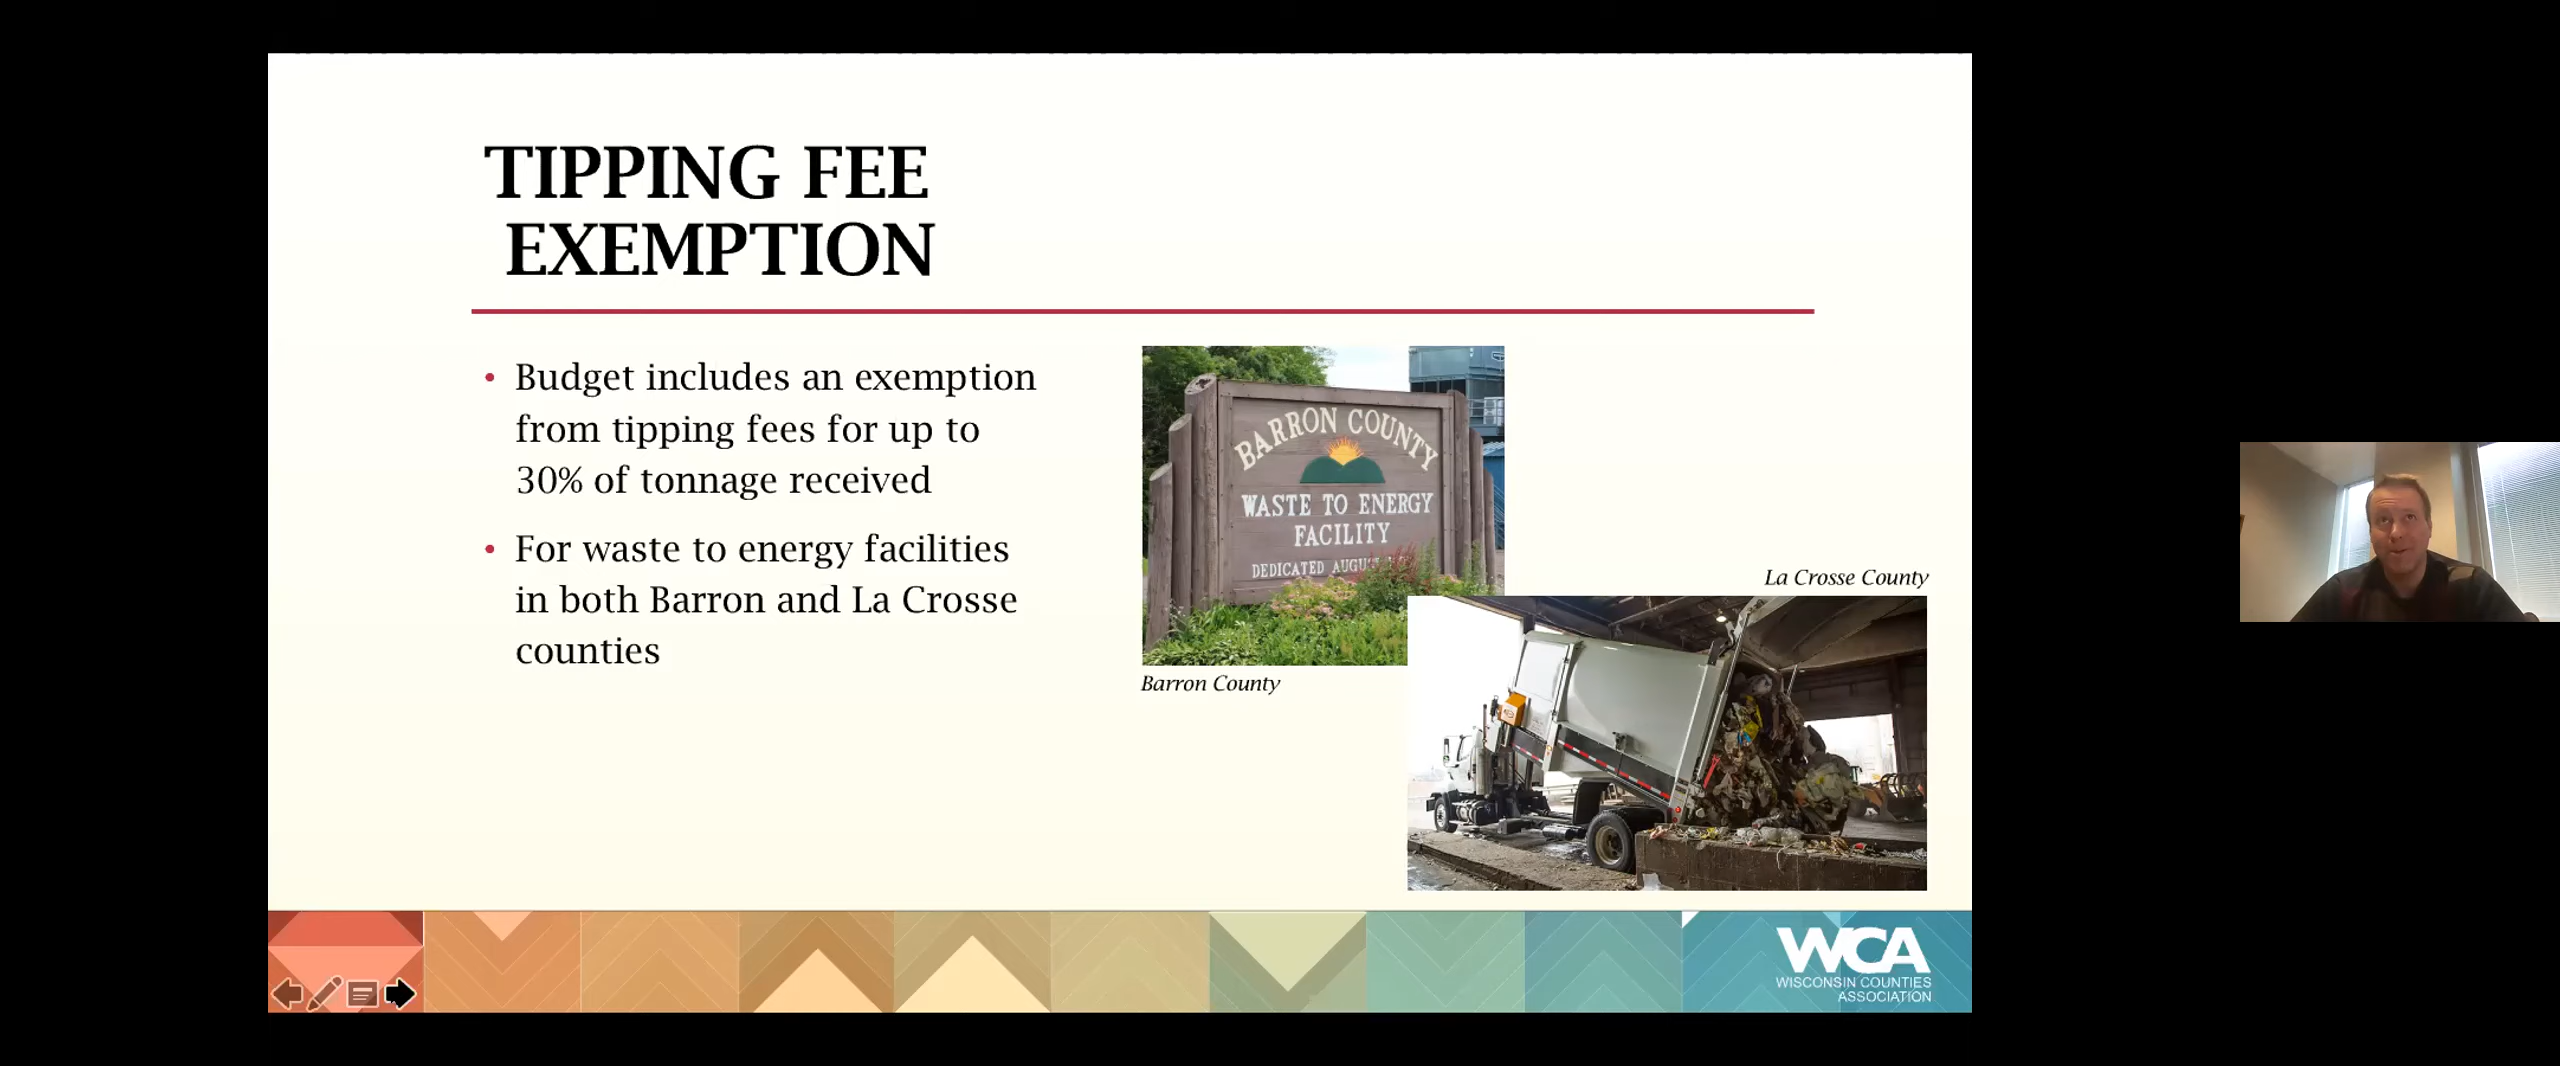 TIPPING FEE
EXEMPTION
• Budget includes an exemption
from tipping fees for up to
30% of tonnage received
• For waste to energy facilities
in both Barron and La Crosse
counties
BARRON COUNTY
WASTE TO ENERGY
FACILITY
DEDICATED AUGUST
Barron County
La Crosse County
WCA
WISCONSIN COUNTIES
ASSOCIATION